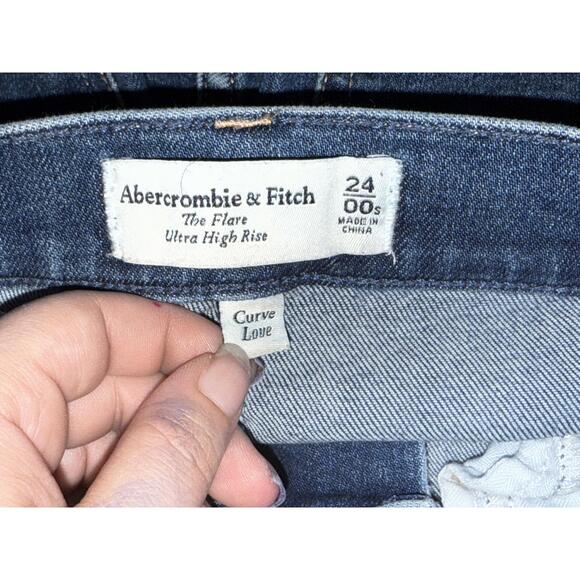 Abercrombie & Fitch
The Flare
Ultra High Rise
24
00s
MADE IN
CHINA
Curve
Love